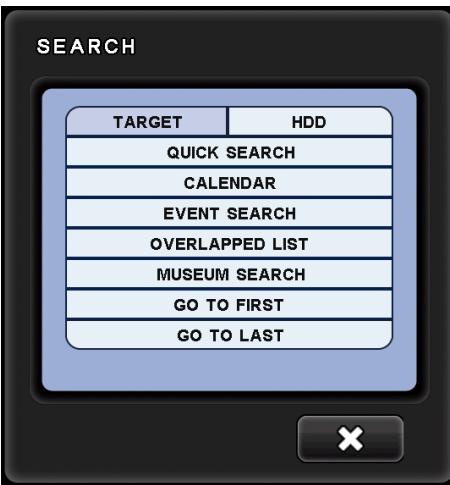 SEARCH
TARGET HDD
QUICK SEARCH
CALENDAR
EVENT SEARCH
OVERLAPPED LIST
MUSEUM SEARCH
GO TO FIRST
GO TO LAST